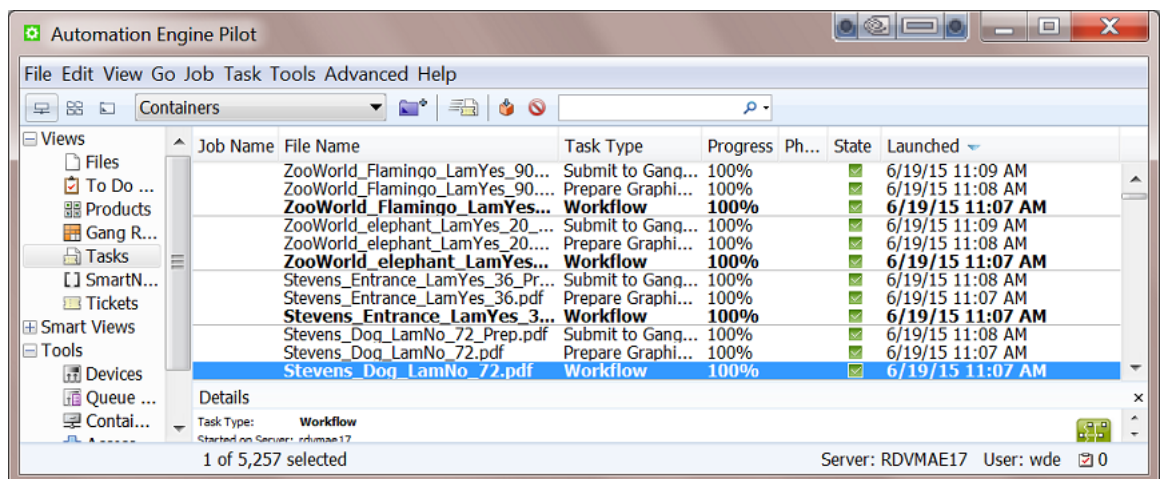 Automation Engine Pilot
File Edit View Go Job Task Tools Advanced Help
Containers
Views
Files
To Do ...
Products
Gang R...
Tasks
SmartN...
Tickets
Smart Views
Tools
Devices
Queue ...
Contai...
Job Name File Name Task Type Progress Ph... State Launched
ZooWorld_Flamingo_LamYes_90... Submit to Gang... 100% 6/19/15 11:09 AM
ZooWorld_Flamingo_LamYes_90.... Prepare Graphi... 100% 6/19/15 11:08 AM
ZooWorld_Flamingo_LamYes... Workflow 100% 6/19/15 11:07 AM
ZooWorld_elephant_LamYes_20_... Submit to Gang... 100% 6/19/15 11:09 AM
ZooWorld_elephant_LamYes_20.... Prepare Graphi... 100% 6/19/15 11:08 AM
ZooWorld_elephant_LamYes... Workflow 100% 6/19/15 11:07 AM
Stevens_Entrance_LamYes_36_Pr... Submit to Gang... 100% 6/19/15 11:08 AM
Stevens_Entrance_LamYes_36.pdf Prepare Graphi... 100% 6/19/15 11:07 AM
Stevens_Entrance_LamYes_3... Workflow 100% 6/19/15 11:07 AM
Stevens_Dog_LamNo_72_Prep.pdf Submit to Gang... 100% 6/19/15 11:08 AM
Stevens_Dog_LamNo_72.pdf Prepare Graphi... 100% 6/19/15 11:07 AM
Stevens_Dog_LamNo_72.pdf Workflow 100% 6/19/15 11:07 AM
Details
Task Type: Workflow
Started on Server: rdvmae17
1 of 5,257 selected Server: RDVMAE17 User: wde 0